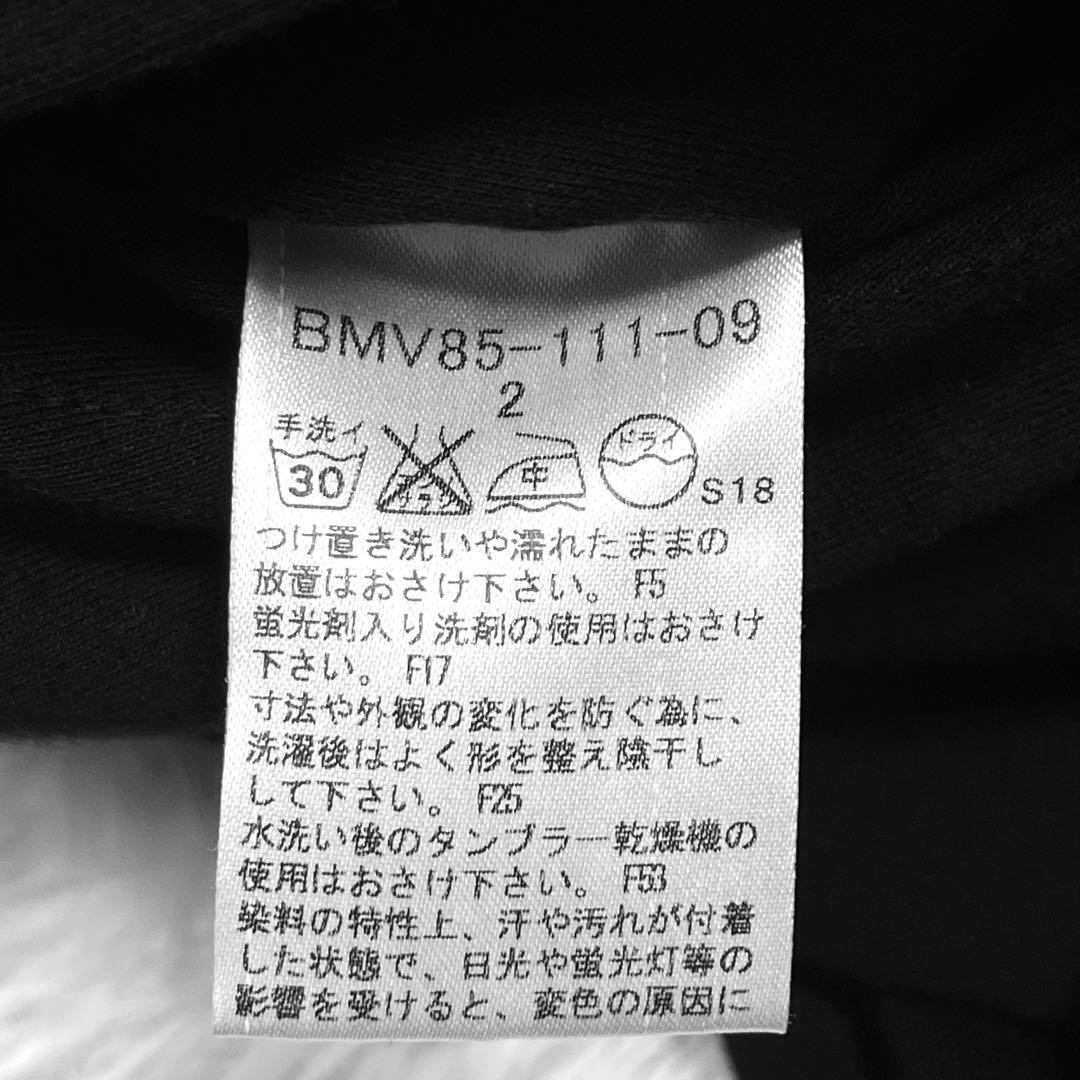 BMV85-111-09
2
手洗イ
30
エンソサラシ
中
ドライ
S18
つけ置き洗いや濡れたままの
放置はおさけ下さい。 F5
蛍光剤入り洗剤の使用はおさけ
下さい。 F17
寸法や外観の変化を防ぐ為に、
洗濯後はよく形を整え陰干し
して下さい。 F25
水洗い後のタンブラー乾燥機の
使用はおさけ下さい。 F53
染料の特性上、汗や汚れが付着
した状態で、日光や蛍光灯等の
影響を受けると、変色の原因に